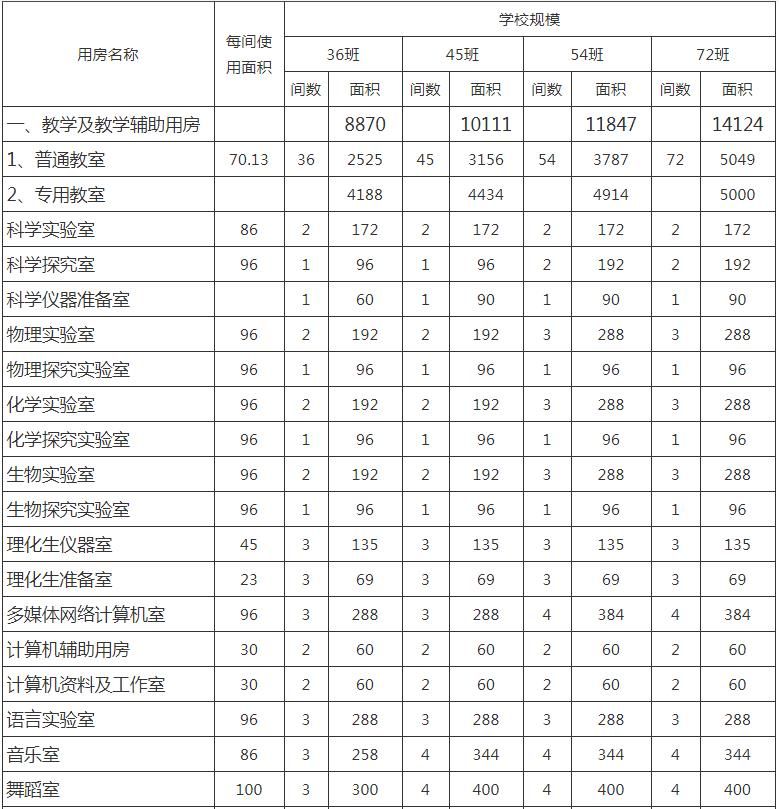 用房名称 每间使用面积 学校规模
36班 45班 54班 72班
间数 面积 间数 面积 间数 面积 间数 面积
一、教学及教学辅助用房 8870 10111 11847 14124
1、普通教室 70.13 36 2525 45 3156 54 3787 72 5049
2、专用教室 4188 4434 4914 5000
科学实验室 86 2 172 2 172 2 172 2 172
科学探究室 96 1 96 1 96 2 192 2 192
科学仪器准备室 1 60 1 90 1 90 1 90
物理实验室 96 2 192 2 192 3 288 3 288
物理探究实验室 96 1 96 1 96 1 96 1 96
化学实验室 96 2 192 2 192 3 288 3 288
化学探究实验室 96 1 96 1 96 1 96 1 96
生物实验室 96 2 192 2 192 3 288 3 288
生物探究实验室 96 1 96 1 96 1 96 1 96
理化生仪器室 45 3 135 3 135 3 135 3 135
理化生准备室 23 3 69 3 69 3 69 3 69
多媒体网络计算机室 96 3 288 3 288 4 384 4 384
计算机辅助用房 30 2 60 2 60 2 60 2 60
计算机资料及工作室 30 2 60 2 60 2 60 2 60
语言实验室 96 3 288 3 288 3 288 3 288
音乐室 86 3 258 4 344 4 344 4 344
舞蹈室 100 3 300 4 400 4 400 4 400